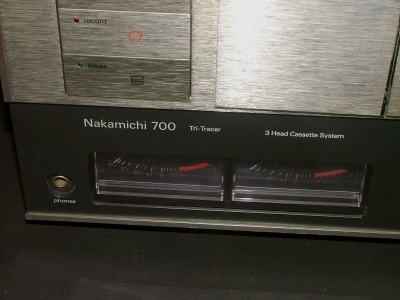 record
pause
Nakamichi 700 Tri-Tracer 3 Head Cassette System
phones